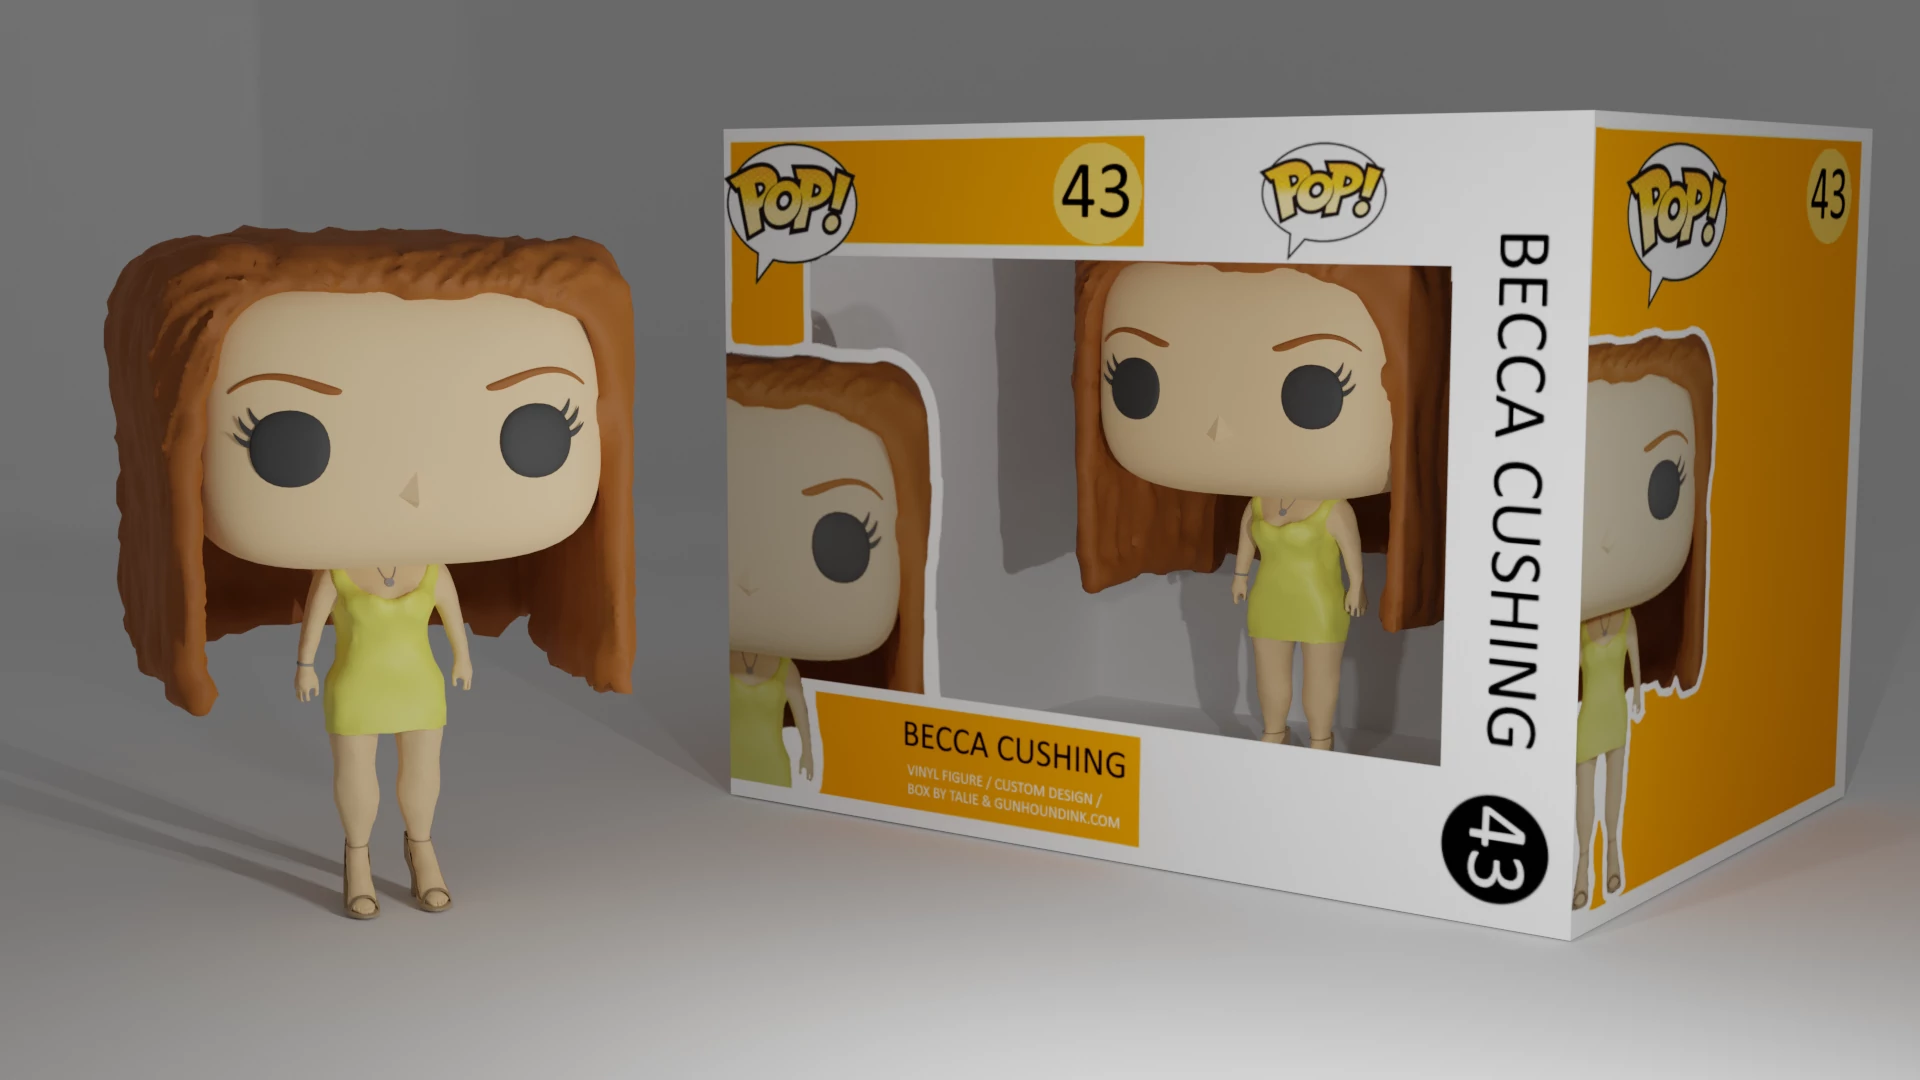 POP!
43
POP!
BECCA CUSHING
43
POP!
43
BECCA CUSHING
VINYL FIGURE / CUSTOM DESIGN /
BOX BY TALIE & GUNHOUNDINK.COM